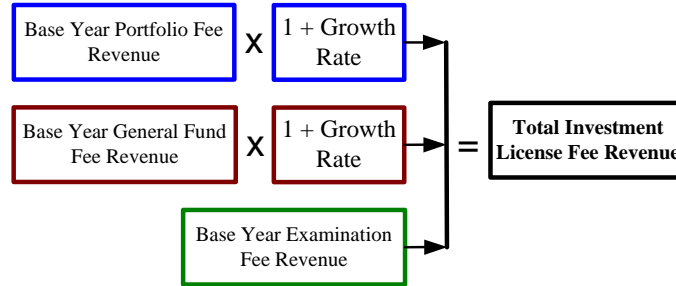 Base Year Portfolio Fee
Revenue
X
1 + Growth
Rate
Base Year General Fund
Fee Revenue
X
1 + Growth
Rate
=
Total Investment
License Fee Revenue
Base Year Examination
Fee Revenue